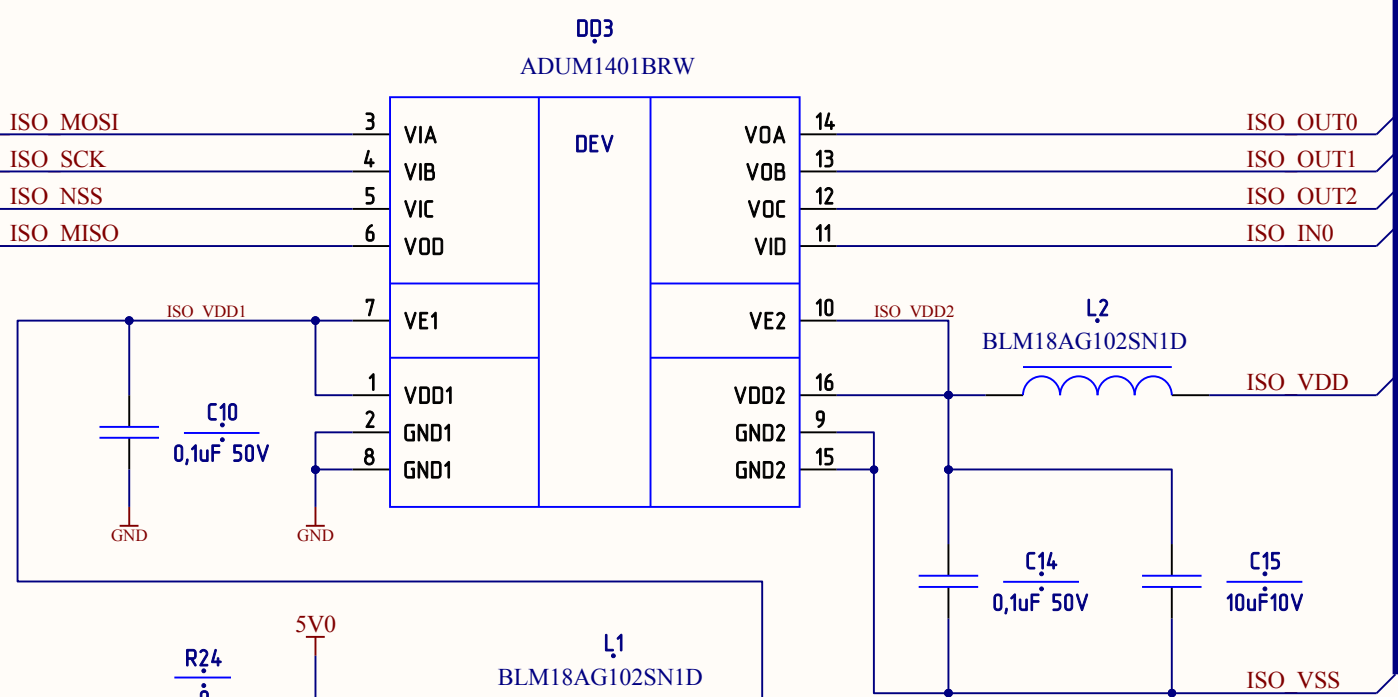 DD3
ADUM1401BRW
ISO_MOSI 3 VIA DEV VOA 14 ISO_OUT0
ISO_SCK 4 VIB VOB 13 ISO_OUT1
ISO_NSS 5 VIC VOC 12 ISO_OUT2
ISO_MISO 6 VOD VID 11 ISO_IN0
ISO_VDD1 7 VE1 VE2 10 ISO_VDD2
L2
BLM18AG102SN1D
1 VDD1 VDD2 16 ISO_VDD
C10
0,1uF 50V
2 GND1 GND2 9
8 GND1 GND2 15
GND GND
C14 C15
0,1uF 50V 10uF10V
5V0
R24
L1
BLM18AG102SN1D
ISO_VSS